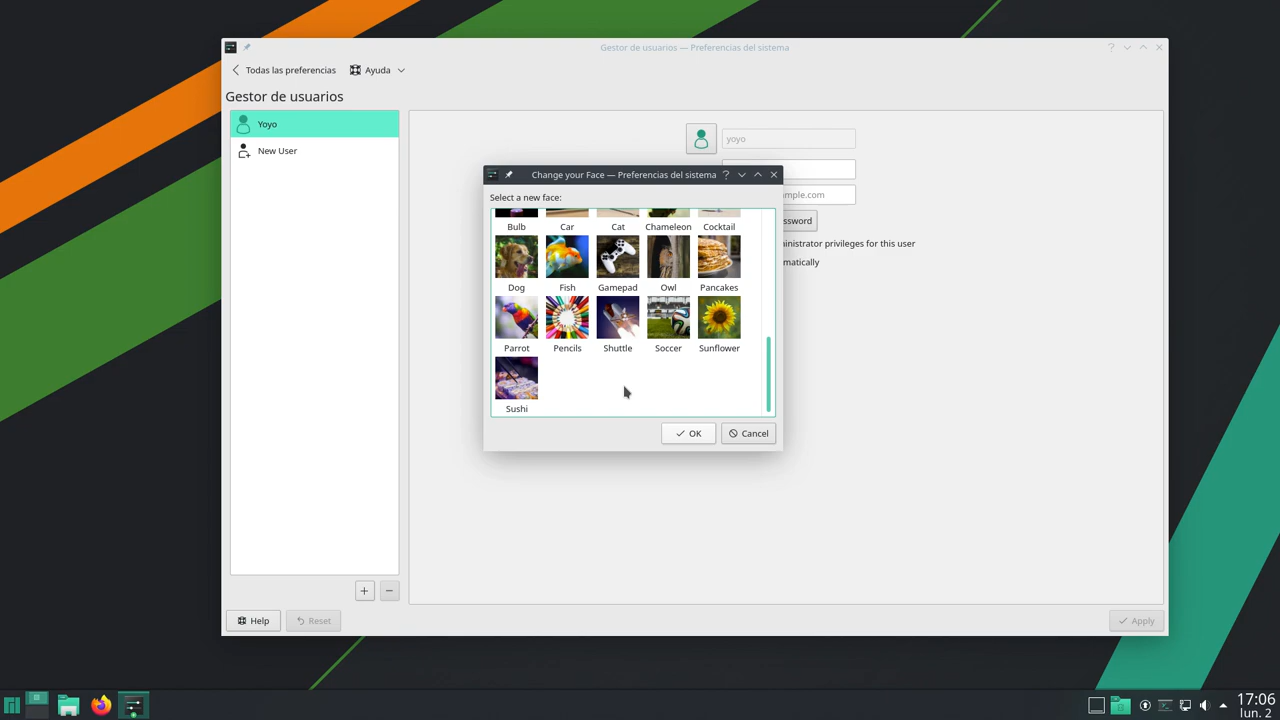 Gestor de usuarios — Preferencias del sistema
Todas las preferencias Ayuda
Gestor de usuarios
Yoyo
New User
yoyo
mple.com
ssword
ninistrator privileges for this user
matically
Change your Face — Preferencias del sistema
Select a new face:
Bulb Car Cat Chameleon Cocktail
Dog Fish Gamepad Owl Pancakes
Parrot Pencils Shuttle Soccer Sunflower
Sushi
OK Cancel
Help Reset Apply
17:06
lun. 2